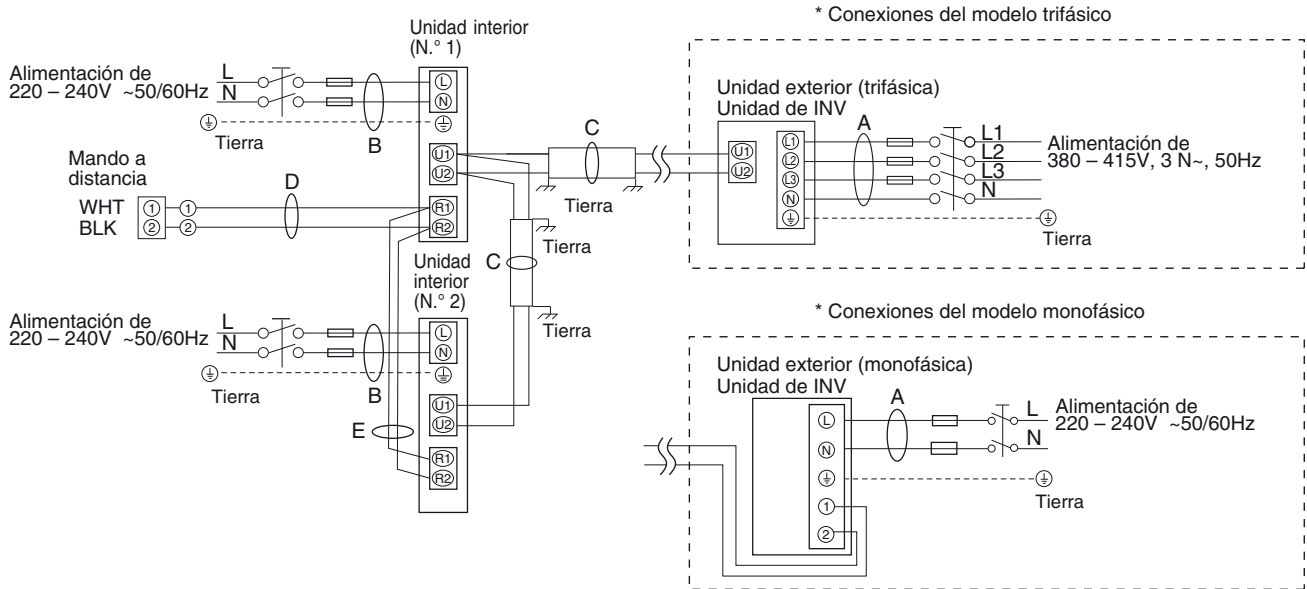 * Conexiones del modelo trifásico
Unidad interior
(N.° 1)
Alimentación de
220 – 240V ~50/60Hz
L
N
Tierra
B
L
N
U1
U2
R1
R2
Mando a
distancia
WHT
BLK
1
2
1
2
D
C
Tierra
Unidad exterior (trifásica)
Unidad de INV
U1
U2
L1
L2
L3
N
A
L1
L2
L3
N
Alimentación de
380 – 415V, 3 N~, 50Hz
Tierra
Tierra
C
Tierra
Unidad
interior
(N.° 2)
Alimentación de
220 – 240V ~50/60Hz
L
N
Tierra
B
L
N
U1
U2
E
R1
R2
* Conexiones del modelo monofásico
Unidad exterior (monofásica)
Unidad de INV
L
N
1
2
A
L
N
Alimentación de
220 – 240V ~50/60Hz
Tierra